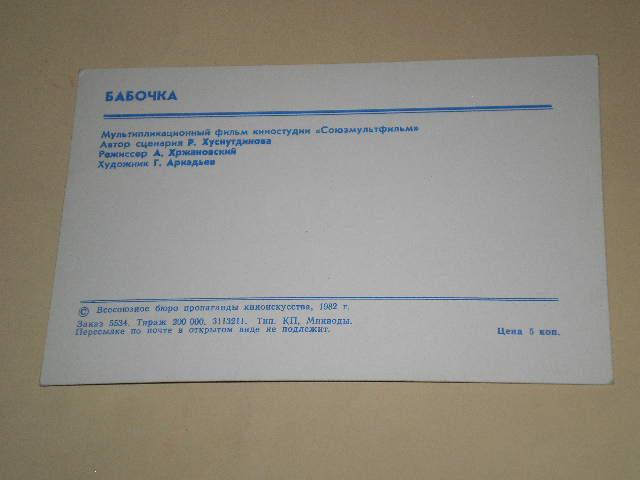 БАБОЧКА
Мультипликационный фильм киностудии «Союзмультфильм»
Автор сценария Р. Хуснутдинова
Режиссер А. Хржановский
Художник Г. Аркадьев
© Всесоюзное бюро пропаганды киноискусства, 1982 г.
Заказ 5534. Тираж 200 000. 3113211. Тип. КП, Минводы.
Пересылке по почте в открытом виде не подлежит.
Цена 5 коп.